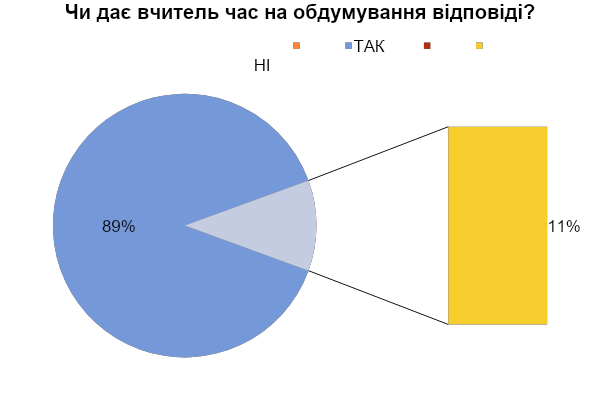 Чи дає вчитель час на обдумування відповіді?
ТАК
НІ
89%
11%